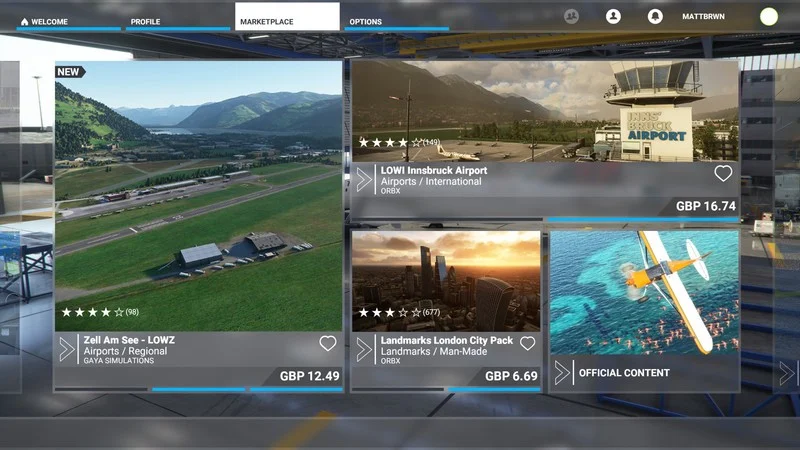 WELCOME
PROFILE
MARKETPLACE
OPTIONS
MATTBRWN
NEW
(98)
Zell Am See - LOWZ
Airports / Regional
GAYA SIMULATIONS
GBP 12.49
INNS
BRUCK
AIRPORT
(149)
LOWI Innsbruck Airport
Airports / International
ORBX
GBP 16.74
(677)
Landmarks London City Pack
Landmarks / Man-Made
ORBX
GBP 6.69
OFFICIAL CONTENT